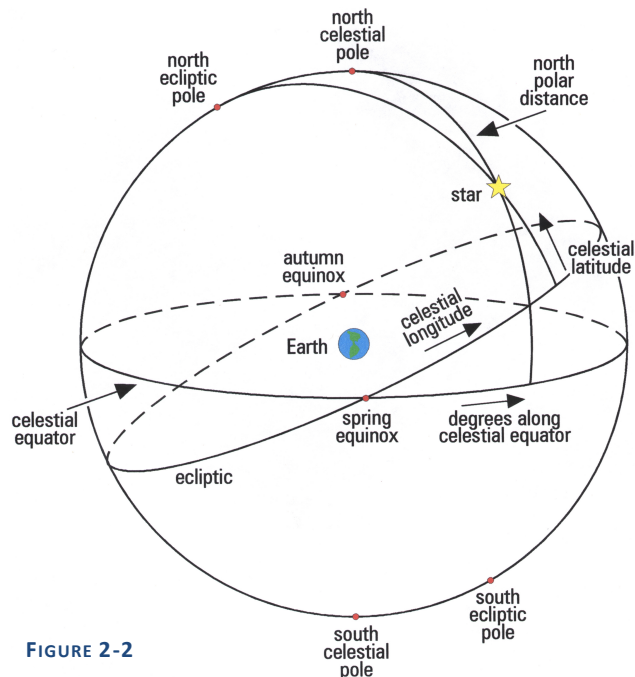 north
celestial
pole
north
ecliptic
pole
north
polar
distance
star
celestial
latitude
autumn
equinox
celestial
longitude
Earth
celestial
equator
spring
equinox
degrees along
celestial equator
ecliptic
south
ecliptic
pole
south
celestial
pole
FIGURE 2-2